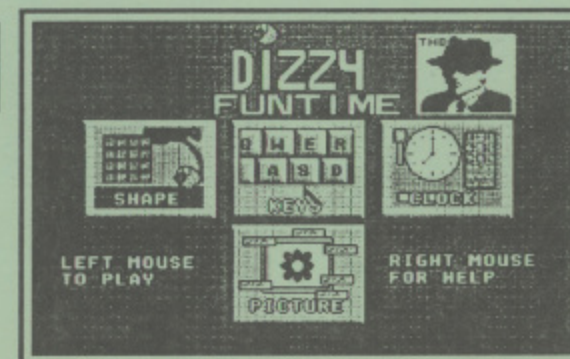 THE
DIZZY
FUNTIME
QWER
ASD
SHAPE
KEYS
CLOCK
LEFT MOUSE
TO PLAY
RIGHT MOUSE
FOR HELP
PICTURE